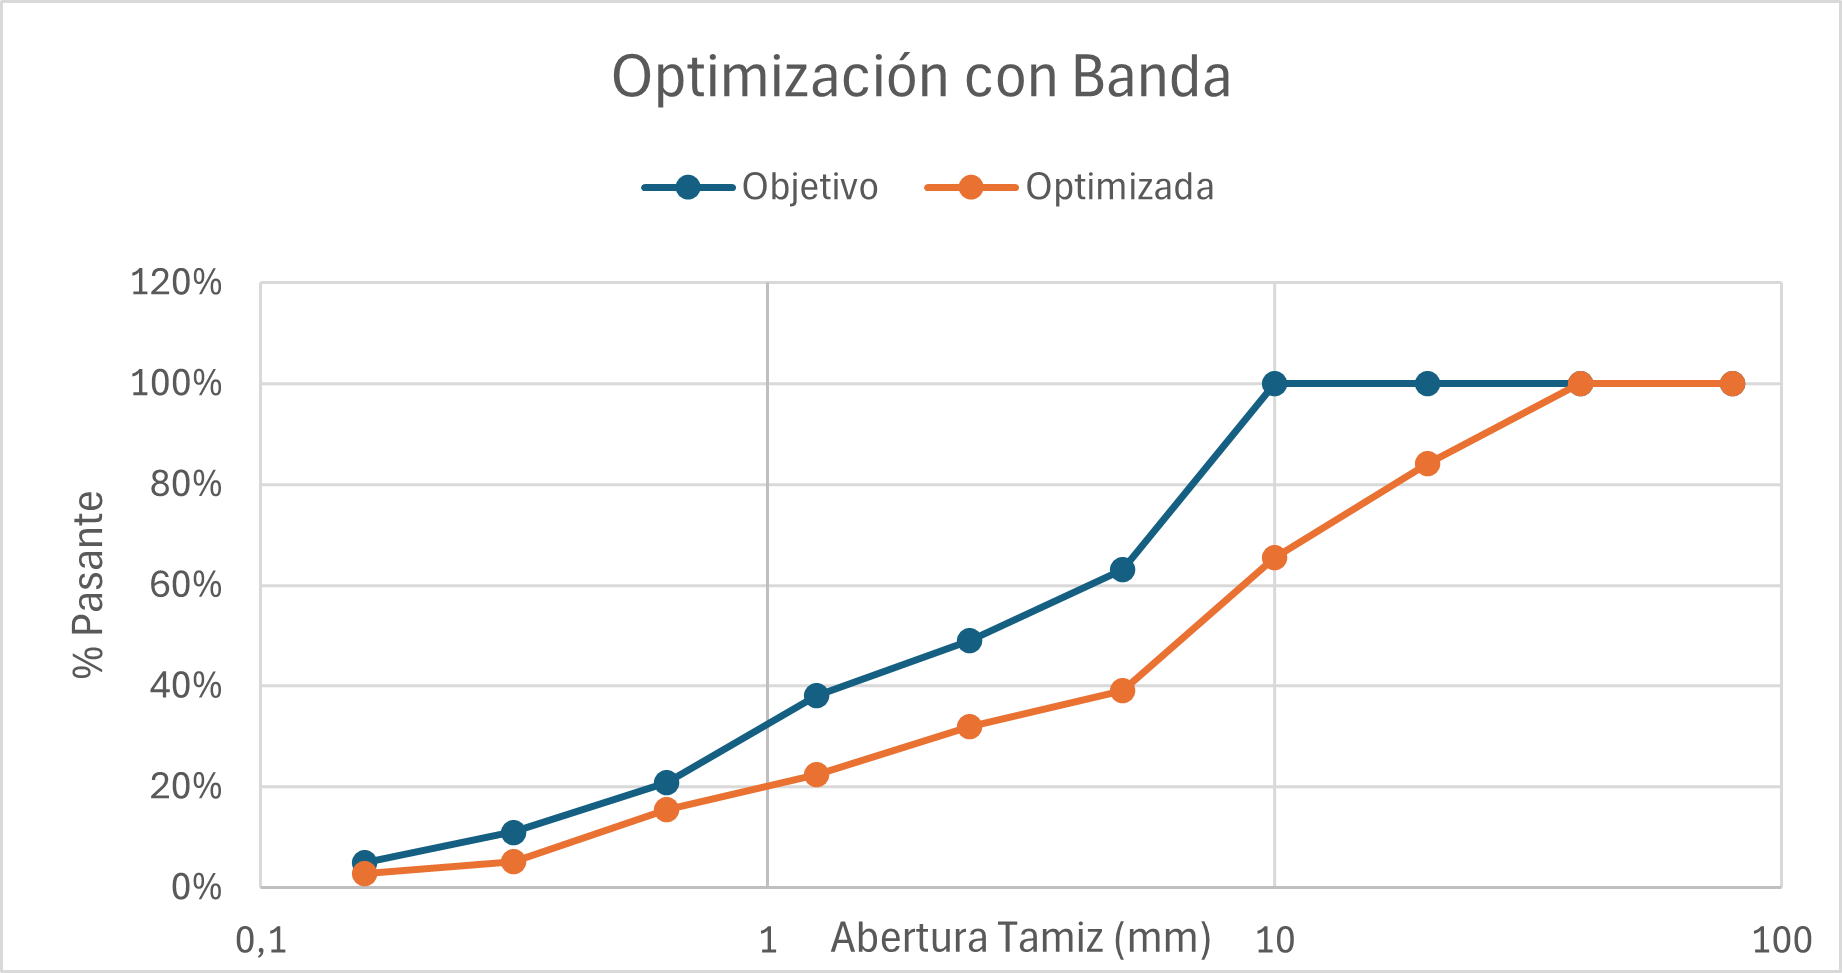 Optimización con Banda
Objetivo Optimizada
120%
100%
80%
60%
40%
20%
0%
% Pasante
0,1 1 Abertura Tamiz (mm) 10 100